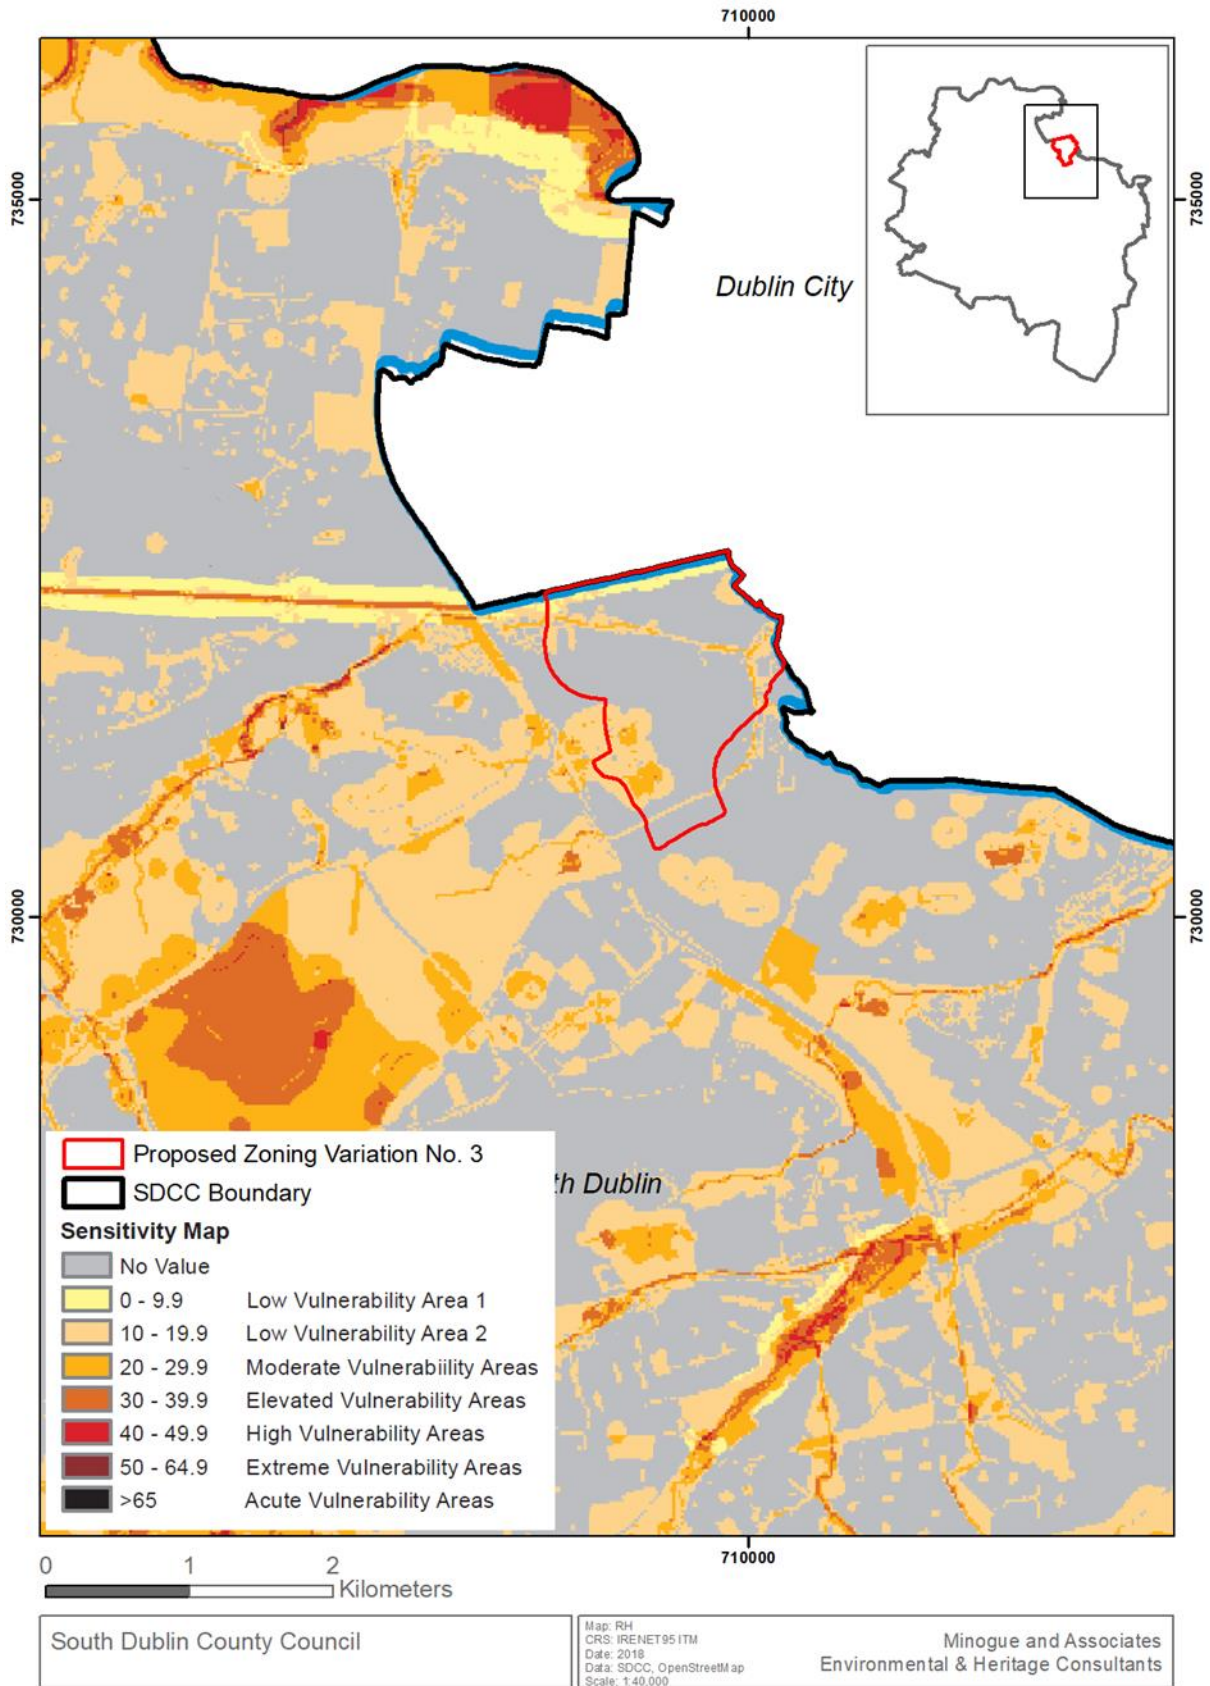 710000
735000
735000
Dublin City
730000
730000
Proposed Zoning Variation No. 3
SDCC Boundary
th Dublin
Sensitivity Map
No Value
0 - 9.9 Low Vulnerability Area 1
10 - 19.9 Low Vulnerability Area 2
20 - 29.9 Moderate Vulnerabiility Areas
30 - 39.9 Elevated Vulnerability Areas
40 - 49.9 High Vulnerability Areas
50 - 64.9 Extreme Vulnerability Areas
>65 Acute Vulnerability Areas
710000
0 1 2
Kilometers
South Dublin County Council
Map: RH
CRS: IRENET95 ITM
Date: 2018
Data: SDCC, OpenStreetMap
Scale: 1:40,000
Minogue and Associates
Environmental & Heritage Consultants